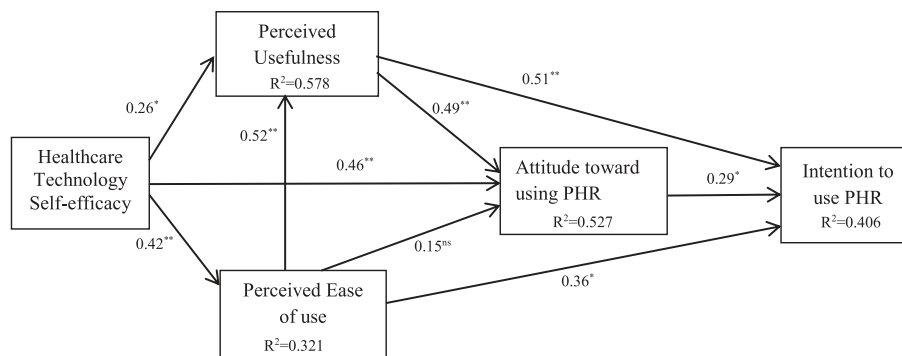 Perceived
Usefulness
R²=0.578
0.26*
0.51**
0.49**
0.52**
Healthcare
Technology
Self-efficacy
0.46**
Attitude toward
using PHR
R²=0.527
0.29*
Intention to
use PHR
R²=0.406
0.42**
0.15ns
0.36*
Perceived Ease
of use
R²=0.321